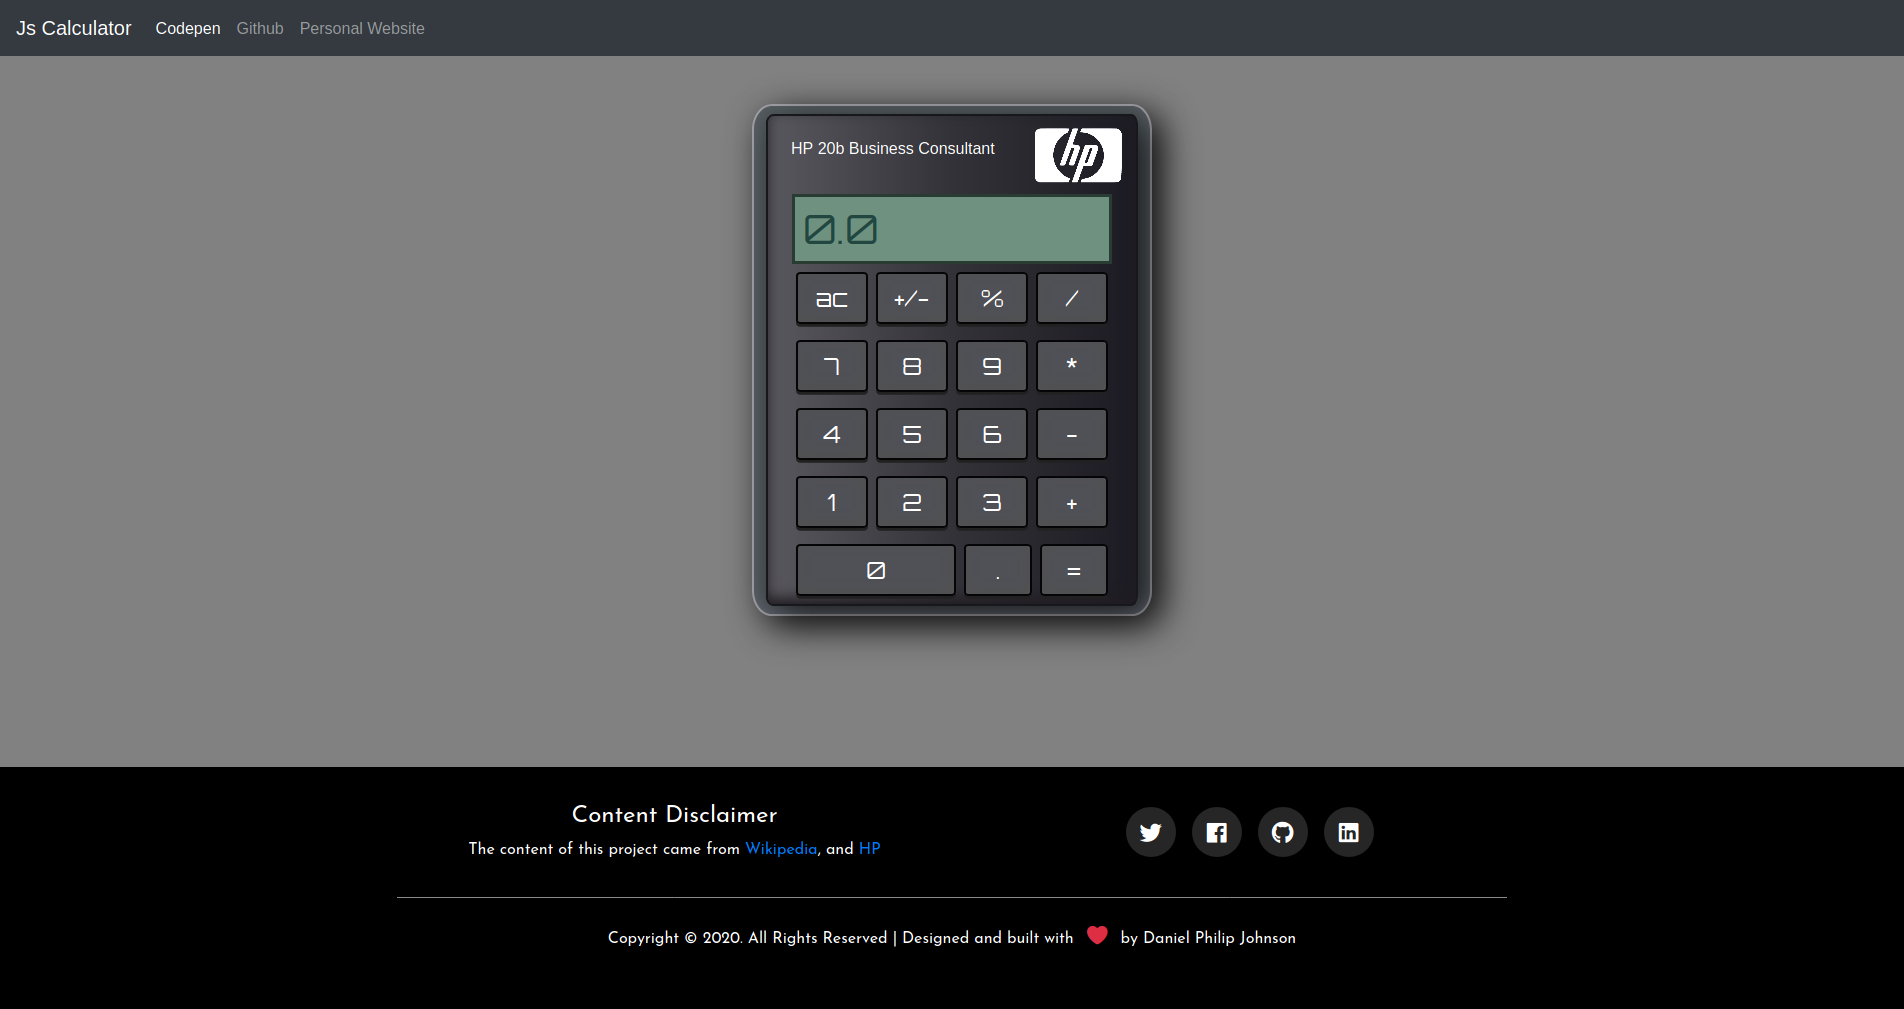 Js Calculator Codepen Github Personal Website
HP 20b Business Consultant
hp
0.0
ac +/- % /
7 8 9 *
4 5 6 -
1 2 3 +
0 . =
Content Disclaimer
The content of this project came from Wikipedia, and HP
in
Copyright © 2020. All Rights Reserved | Designed and built with ❤ by Daniel Philip Johnson